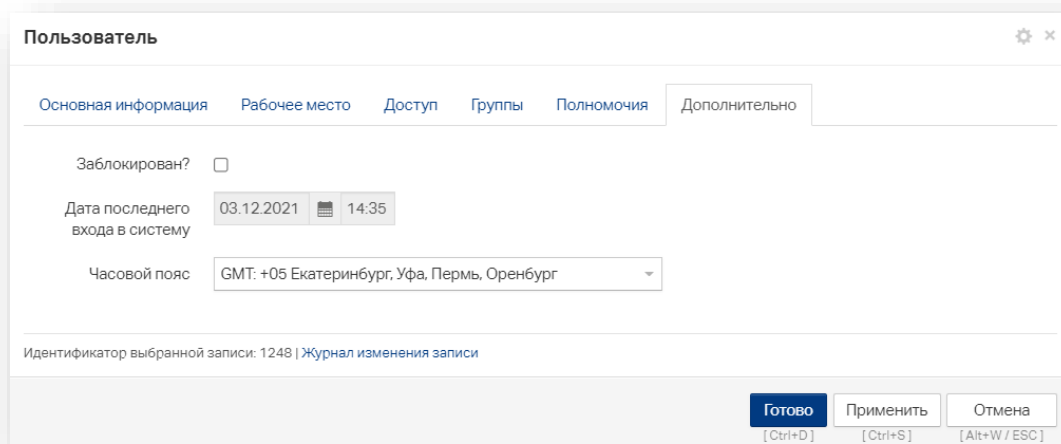 Пользователь
Основная информация Рабочее место Доступ Группы Полномочия Дополнительно
Заблокирован?
Дата последнего 03.12.2021 14:35
входа в систему
Часовой пояс GMT: +05 Екатеринбург, Уфа, Пермь, Оренбург
Идентификатор выбранной записи: 1248 | Журнал изменения записи
Готово Применить Отмена
[Ctrl+D] [Ctrl+S] [Alt+W / ESC]